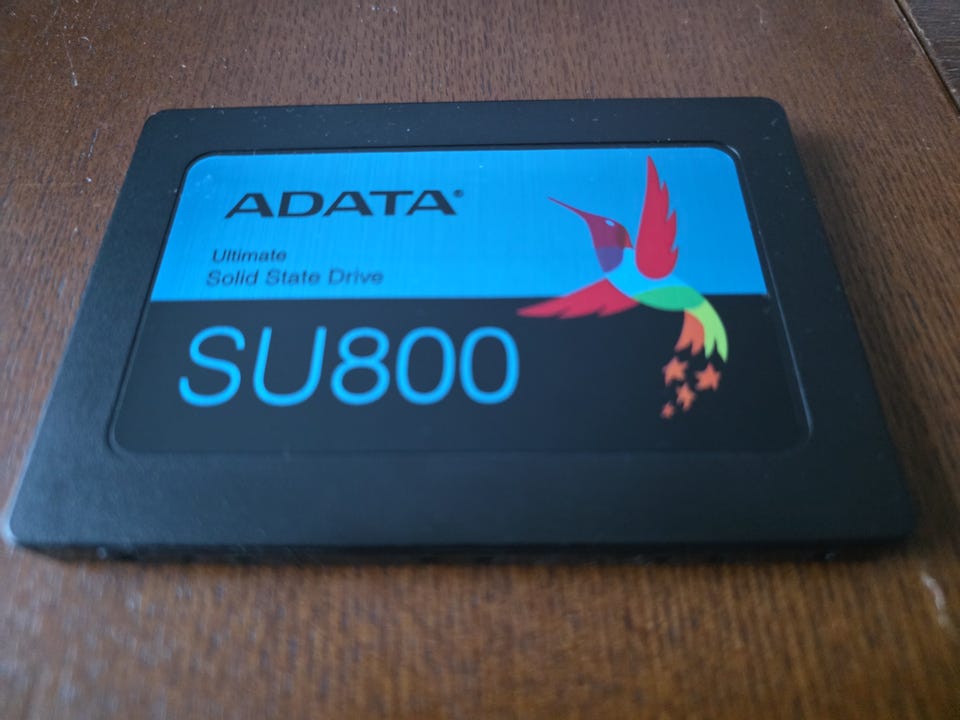 ADATA®
Ultimate
Solid State Drive
SU800